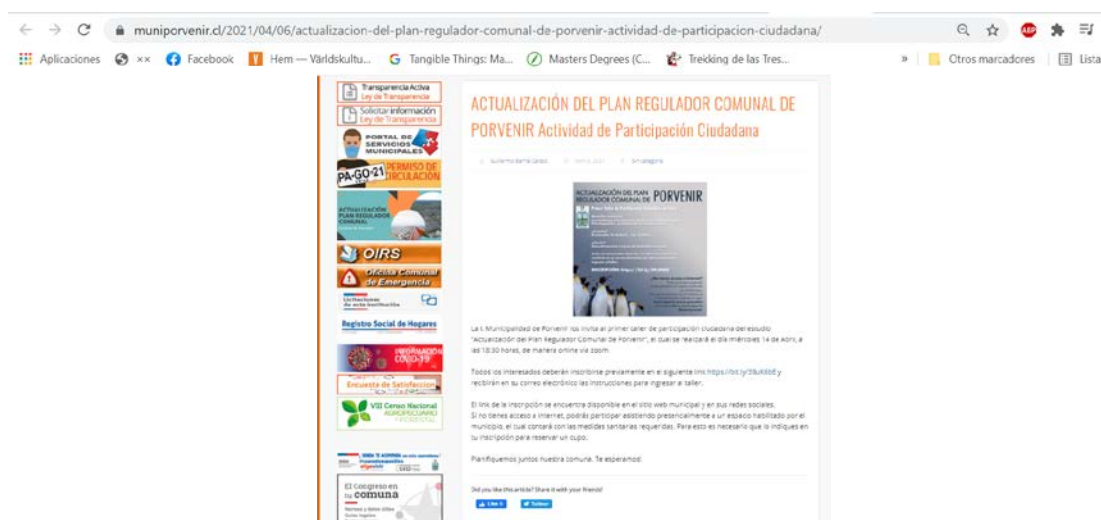 muniporvenir.cl/2021/04/06/actualizacion-del-plan-regulador-comunal-de-porvenir-actividad-de-participacion-ciudadana/
Aplicaciones ×× Facebook Hem — Världskultu... Tangible Things: Ma... Masters Degrees (C... Trekking de las Tres... » Otros marcadores Lista
Transparencia Activa
Ley de Transparencia
Solicitar información
Ley de Transparencia
PORTAL DE
SERVICIOS
MUNICIPALES
PA-GO-21 PERMISO DE
CIRCULACIÓN
ACTUALIZACIÓN
PLAN REGULADOR
COMUNAL
OIRS
Oficina Comunal
de Emergencia
Licitaciones
de esta institución
Registro Social de Hogares
INFORMACIÓN
COVID-19
Encuesta de Satisfacción
VII Censo Nacional
AGROPECUARIO
Y FORESTAL
El Congreso en
tu comuna
ACTUALIZACIÓN DEL PLAN REGULADOR COMUNAL DE
PORVENIR Actividad de Participación Ciudadana
ACTUALIZACIÓN DEL PLAN
REGULADOR COMUNAL DE PORVENIR
La I. Municipalidad de Porvenir los invita al primer taller de participación ciudadana del estudio
"Actualización del Plan Regulador Comunal de Porvenir", el cual se realizará el día miércoles 14 de Abril, a
las 18:30 horas, de manera online vía zoom.
Todos los interesados deberán inscribirse previamente en el siguiente link y
recibirán en su correo electrónico las instrucciones para ingresar al taller.
El link de la inscripción se encuentra disponible en el sitio web municipal y en sus redes sociales.
Si no tienes acceso a internet, podrás participar asistiendo presencialmente a un espacio habilitado por el
municipio, el cual contará con las medidas sanitarias requeridas. Para esto es necesario que lo indiques en
tu inscripción para reservar un cupo.
Planifiquemos juntos nuestra comuna. Te esperamos!
Did you like this article? Share it with your friends!
Like 0 Twittear